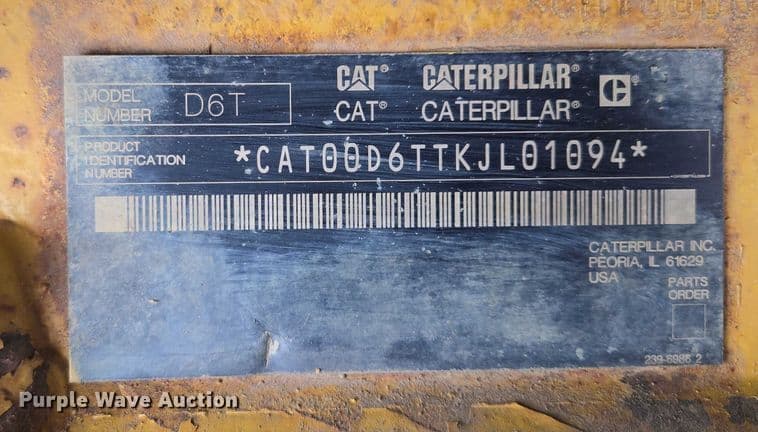 CAT® CATERPILLAR®
CAT® CATERPILLAR®
MODEL NUMBER D6T
PRODUCT IDENTIFICATION NUMBER *CAT00D6TTKJL01094*
CATERPILLAR INC.
PEORIA, IL 61629
USA
PARTS
ORDER
239-6986 2
Purple Wave Auction